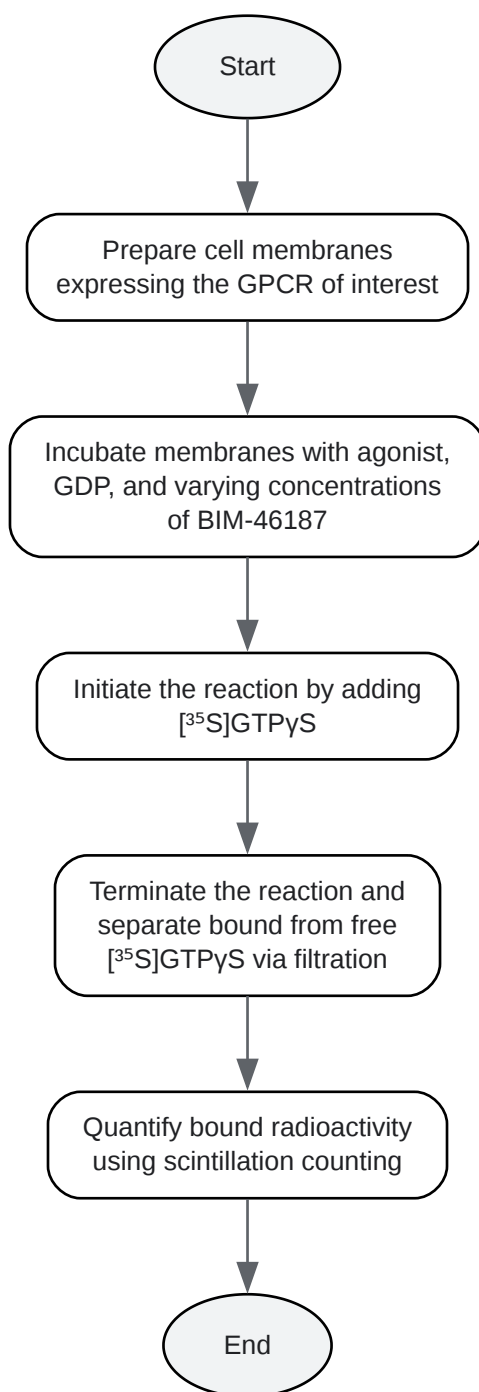 Start
Prepare cell membranes
expressing the GPCR of interest
Incubate membranes with agonist,
GDP, and varying concentrations
of BIM-46187
Initiate the reaction by adding
[³⁵S]GTPγS
Terminate the reaction and
separate bound from free
[³⁵S]GTPγS via filtration
Quantify bound radioactivity
using scintillation counting
End